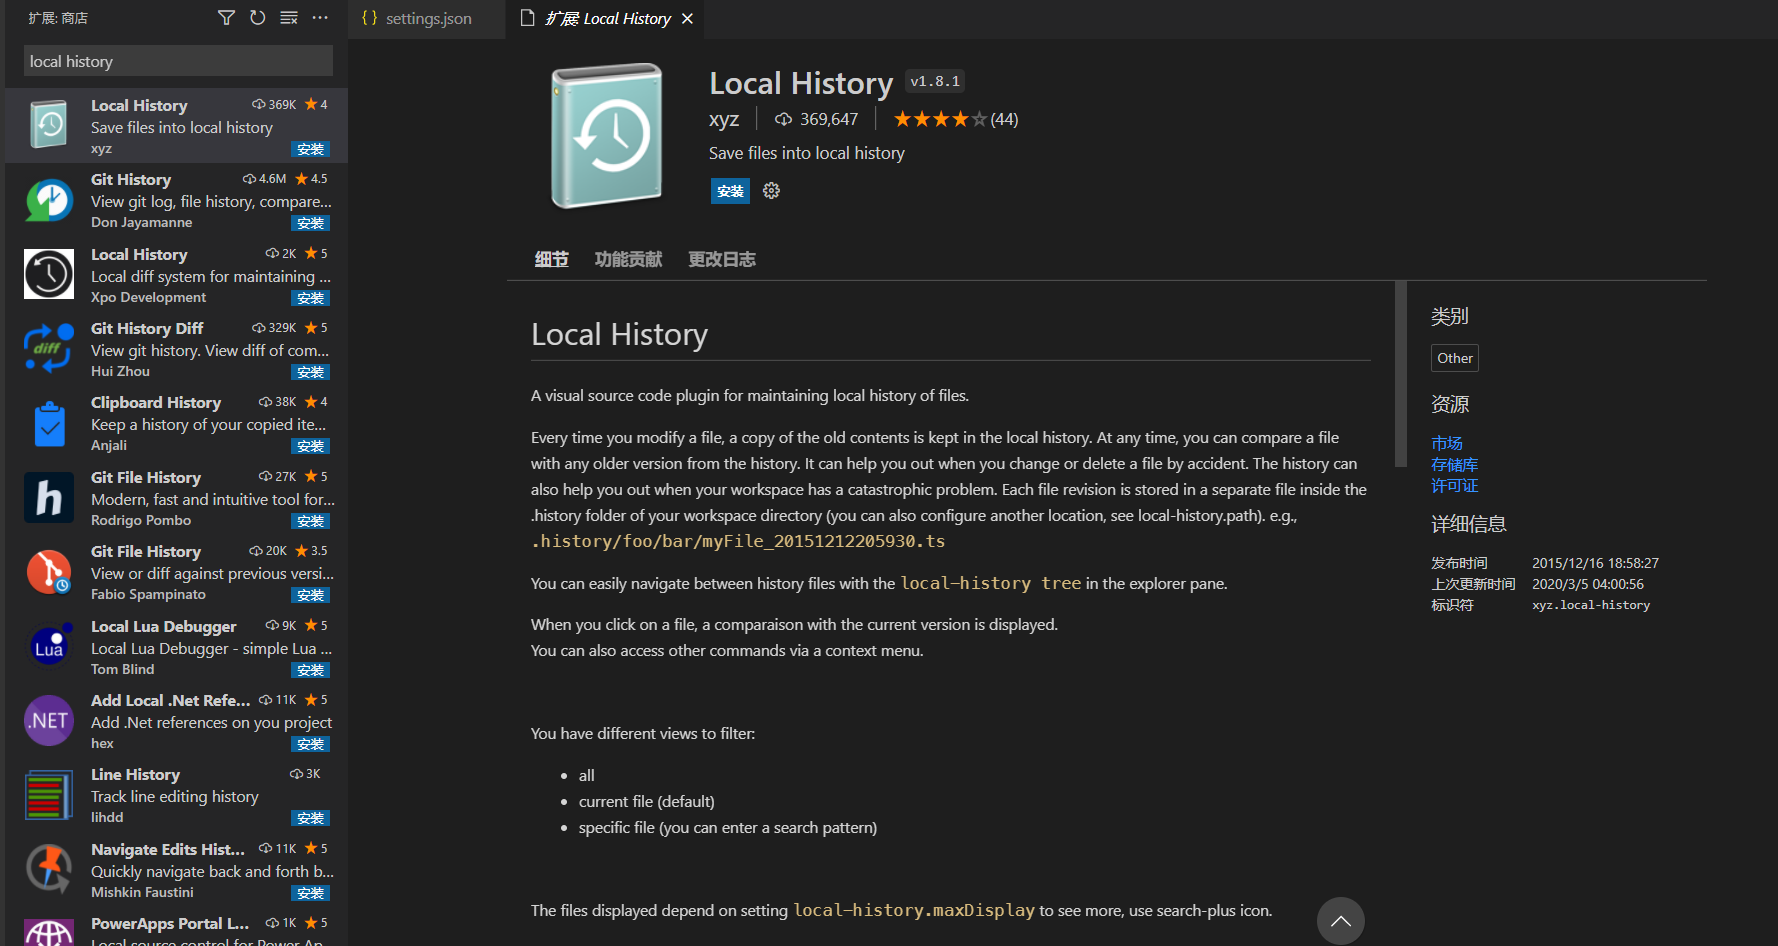 扩展: 商店
local history
Local History 369K 4
Save files into local history
xyz 安装
Git History 4.6M 4.5
View git log, file history, compare...
Don Jayamanne 安装
Local History 2K 5
Local diff system for maintaining ...
Xpo Development 安装
Git History Diff 329K 5
View git history. View diff of com...
Hui Zhou 安装
Clipboard History 38K 4
Keep a history of your copied ite...
Anjali 安装
Git File History 27K 5
Modern, fast and intuitive tool for...
Rodrigo Pombo 安装
Git File History 20K 3.5
View or diff against previous versi...
Fabio Spampinato 安装
Local Lua Debugger 9K 5
Local Lua Debugger - simple Lua ...
Tom Blind 安装
Add Local .Net Refe... 11K 5
Add .Net references on you project
hex 安装
Line History 3K
Track line editing history
lihdd 安装
Navigate Edits Hist... 11K 5
Quickly navigate back and forth b...
Mishkin Faustini 安装
PowerApps Portal L... 1K 5
Local source control for Power Ap...
diff
h
Lua
.NET
{} settings.json
扩展: Local History
Local History v1.8.1
xyz 369,647 (44)
Save files into local history
安装
细节 功能贡献 更改日志
Local History
A visual source code plugin for maintaining local history of files.
Every time you modify a file, a copy of the old contents is kept in the local history. At any time, you can compare a file
with any older version from the history. It can help you out when you change or delete a file by accident. The history can
also help you out when your workspace has a catastrophic problem. Each file revision is stored in a separate file inside the
.history folder of your workspace directory (you can also configure another location, see local-history.path). e.g.,
.history/foo/bar/myFile_20151212205930.ts
You can easily navigate between history files with the local-history tree in the explorer pane.
When you click on a file, a comparaison with the current version is displayed.
You can also access other commands via a context menu.
You have different views to filter:
• all
• current file (default)
• specific file (you can enter a search pattern)
The files displayed depend on setting local-history.maxDisplay to see more, use search-plus icon.
类别
Other
资源
市场
存储库
许可证
详细信息
发布时间 2015/12/16 18:58:27
上次更新时间 2020/3/5 04:00:56
标识符 xyz.local-history